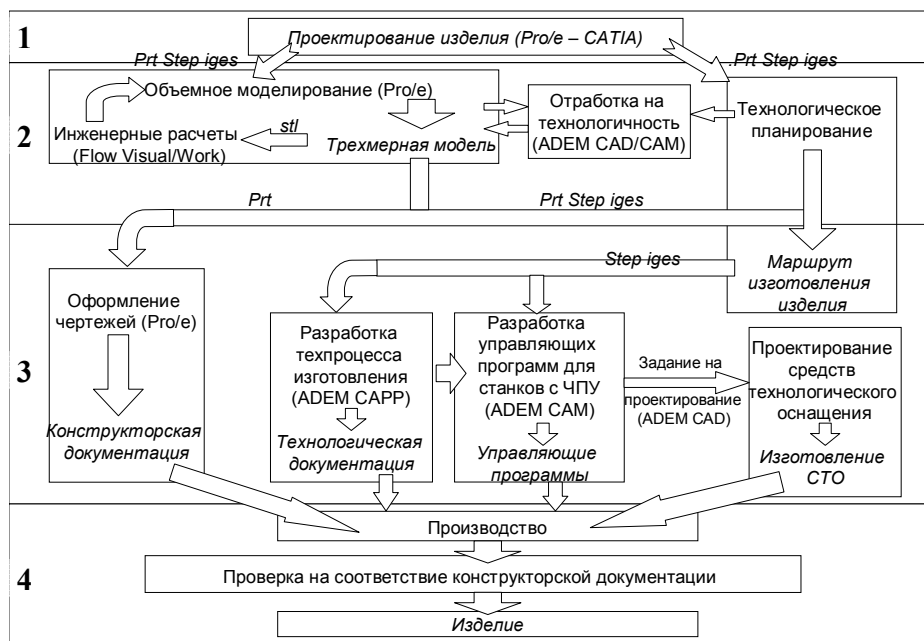 1
Проектирование изделия (Pro/e – CATIA)
Prt Step iges
.Prt Step iges
2
Объемное моделирование (Pro/e)
Инженерные расчеты
(Flow Visual/Work)
stl
Трехмерная модель
Отработка на
технологичность
(ADEM CAD/CAM)
Технологическое
планирование
Prt
Prt Step iges
Step iges
Маршрут
изготовления
изделия
3
Оформление
чертежей (Pro/e)
Конструкторская
документация
Разработка
техпроцесса
изготовления
(ADEM CAPP)
Технологическая
документация
Разработка
управляющих
программ для
станков с ЧПУ
(ADEM CAM)
Управляющие
программы
Задание на
проектирование
(ADEM CAD)
Проектирование
средств
технологического
оснащения
Изготовление
СТО
4
Производство
Проверка на соответствие конструкторской документации
Изделие